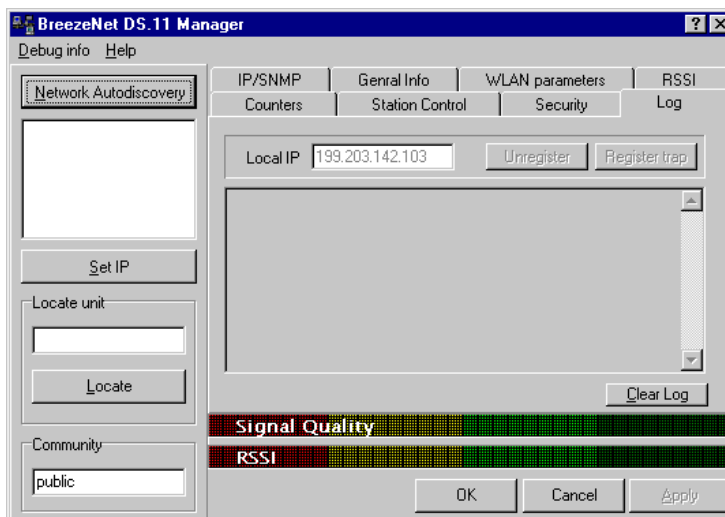 BreezeNet DS.11 Manager
Debug info Help
Network Autodiscovery
Set IP
Locate unit
Locate
Community
public
IP/SNMP Genral Info WLAN parameters RSSI
Counters Station Control Security Log
Local IP 199.203.142.103 Unregister Register trap
Clear Log
Signal Quality
RSSI
OK Cancel Apply